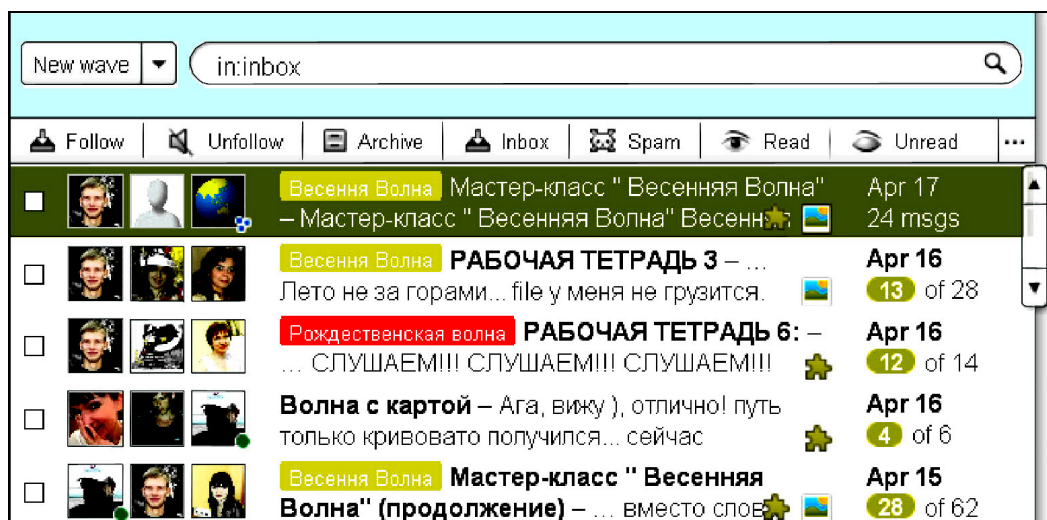 New wave
in:inbox
Follow Unfollow Archive Inbox Spam Read Unread ...
Весення Волна Мастер-класс " Весенняя Волна" Apr 17
– Мастер-класс " Весенняя Волна" Весенн 24 msgs
Весення Волна РАБОЧАЯ ТЕТРАДЬ 3 – ... Apr 16
Лето не за горами... file у меня не грузится. 13 of 28
Рождественская волна РАБОЧАЯ ТЕТРАДЬ 6: – Apr 16
... СЛУШАЕМ!!! СЛУШАЕМ!!! СЛУШАЕМ!!! 12 of 14
Волна с картой – Ага, вижу ), отлично! путь Apr 16
только кривовато получился... сейчас 4 of 6
Весення Волна Мастер-класс " Весенняя Apr 15
Волна" (продолжение) – ... вместо слов 28 of 62